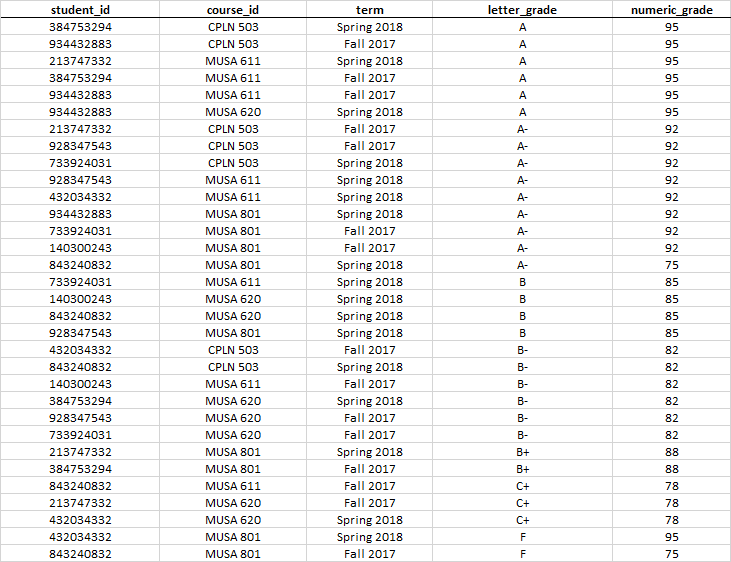 student_id course_id term letter_grade numeric_grade
384753294 CPLN 503 Spring 2018 A 95
934432883 CPLN 503 Fall 2017 A 95
213747332 MUSA 611 Spring 2018 A 95
384753294 MUSA 611 Fall 2017 A 95
934432883 MUSA 611 Fall 2017 A 95
934432883 MUSA 620 Spring 2018 A 95
213747332 CPLN 503 Fall 2017 A- 92
928347543 CPLN 503 Fall 2017 A- 92
733924031 CPLN 503 Spring 2018 A- 92
928347543 MUSA 611 Spring 2018 A- 92
432034332 MUSA 611 Spring 2018 A- 92
934432883 MUSA 801 Spring 2018 A- 92
733924031 MUSA 801 Fall 2017 A- 92
140300243 MUSA 801 Fall 2017 A- 92
843240832 MUSA 801 Spring 2018 A- 75
733924031 MUSA 611 Spring 2018 B 85
140300243 MUSA 620 Spring 2018 B 85
843240832 MUSA 620 Spring 2018 B 85
928347543 MUSA 801 Spring 2018 B 85
432034332 CPLN 503 Fall 2017 B- 82
843240832 CPLN 503 Spring 2018 B- 82
140300243 MUSA 611 Fall 2017 B- 82
384753294 MUSA 620 Spring 2018 B- 82
928347543 MUSA 620 Fall 2017 B- 82
733924031 MUSA 620 Fall 2017 B- 82
213747332 MUSA 801 Spring 2018 B+ 88
384753294 MUSA 801 Fall 2017 B+ 88
843240832 MUSA 611 Fall 2017 C+ 78
213747332 MUSA 620 Fall 2017 C+ 78
432034332 MUSA 620 Spring 2018 C+ 78
432034332 MUSA 801 Spring 2018 F 95
843240832 MUSA 801 Fall 2017 F 75